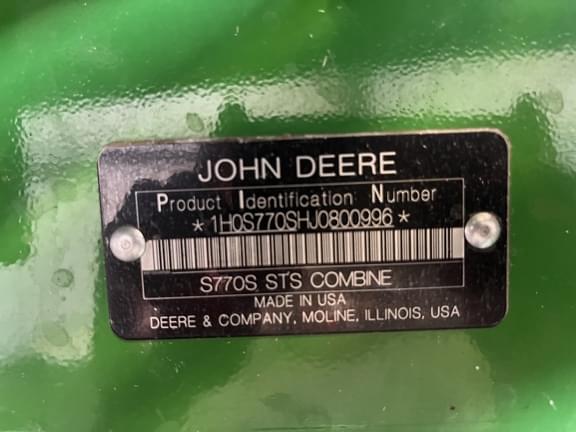 JOHN DEERE
Product Identification Number
* 1H0S770SHJ0800996 *
S770S STS COMBINE
MADE IN USA
DEERE & COMPANY, MOLINE, ILLINOIS, USA